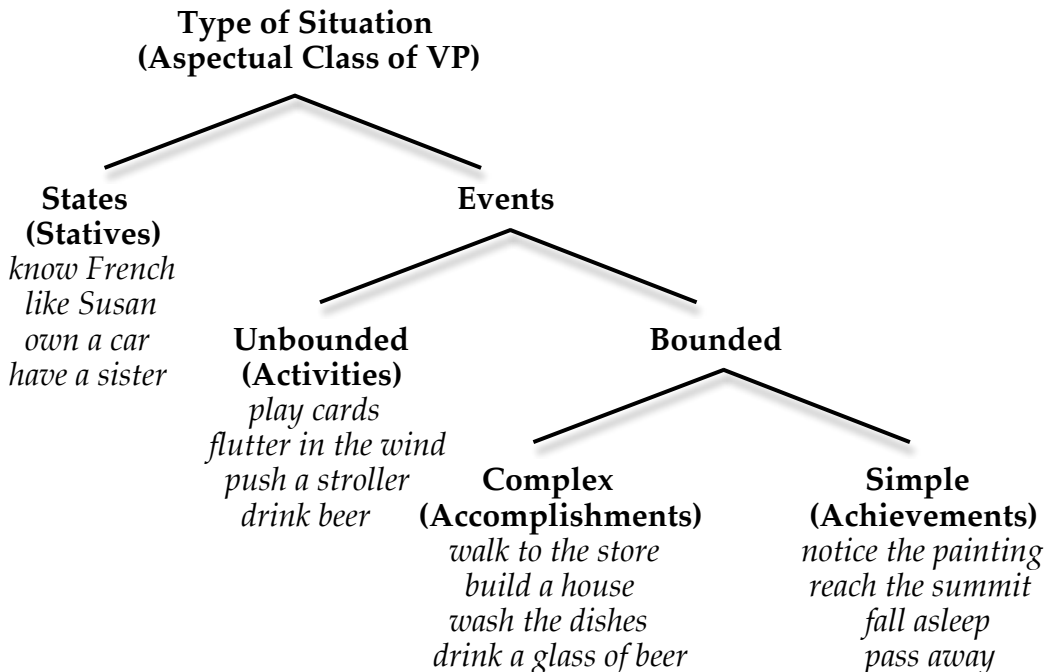 Type of Situation
(Aspectual Class of VP)
States
(Statives)
know French
like Susan
own a car
have a sister
Events
Unbounded
(Activities)
play cards
flutter in the wind
push a stroller
drink beer
Bounded
Complex
(Accomplishments)
walk to the store
build a house
wash the dishes
drink a glass of beer
Simple
(Achievements)
notice the painting
reach the summit
fall asleep
pass away